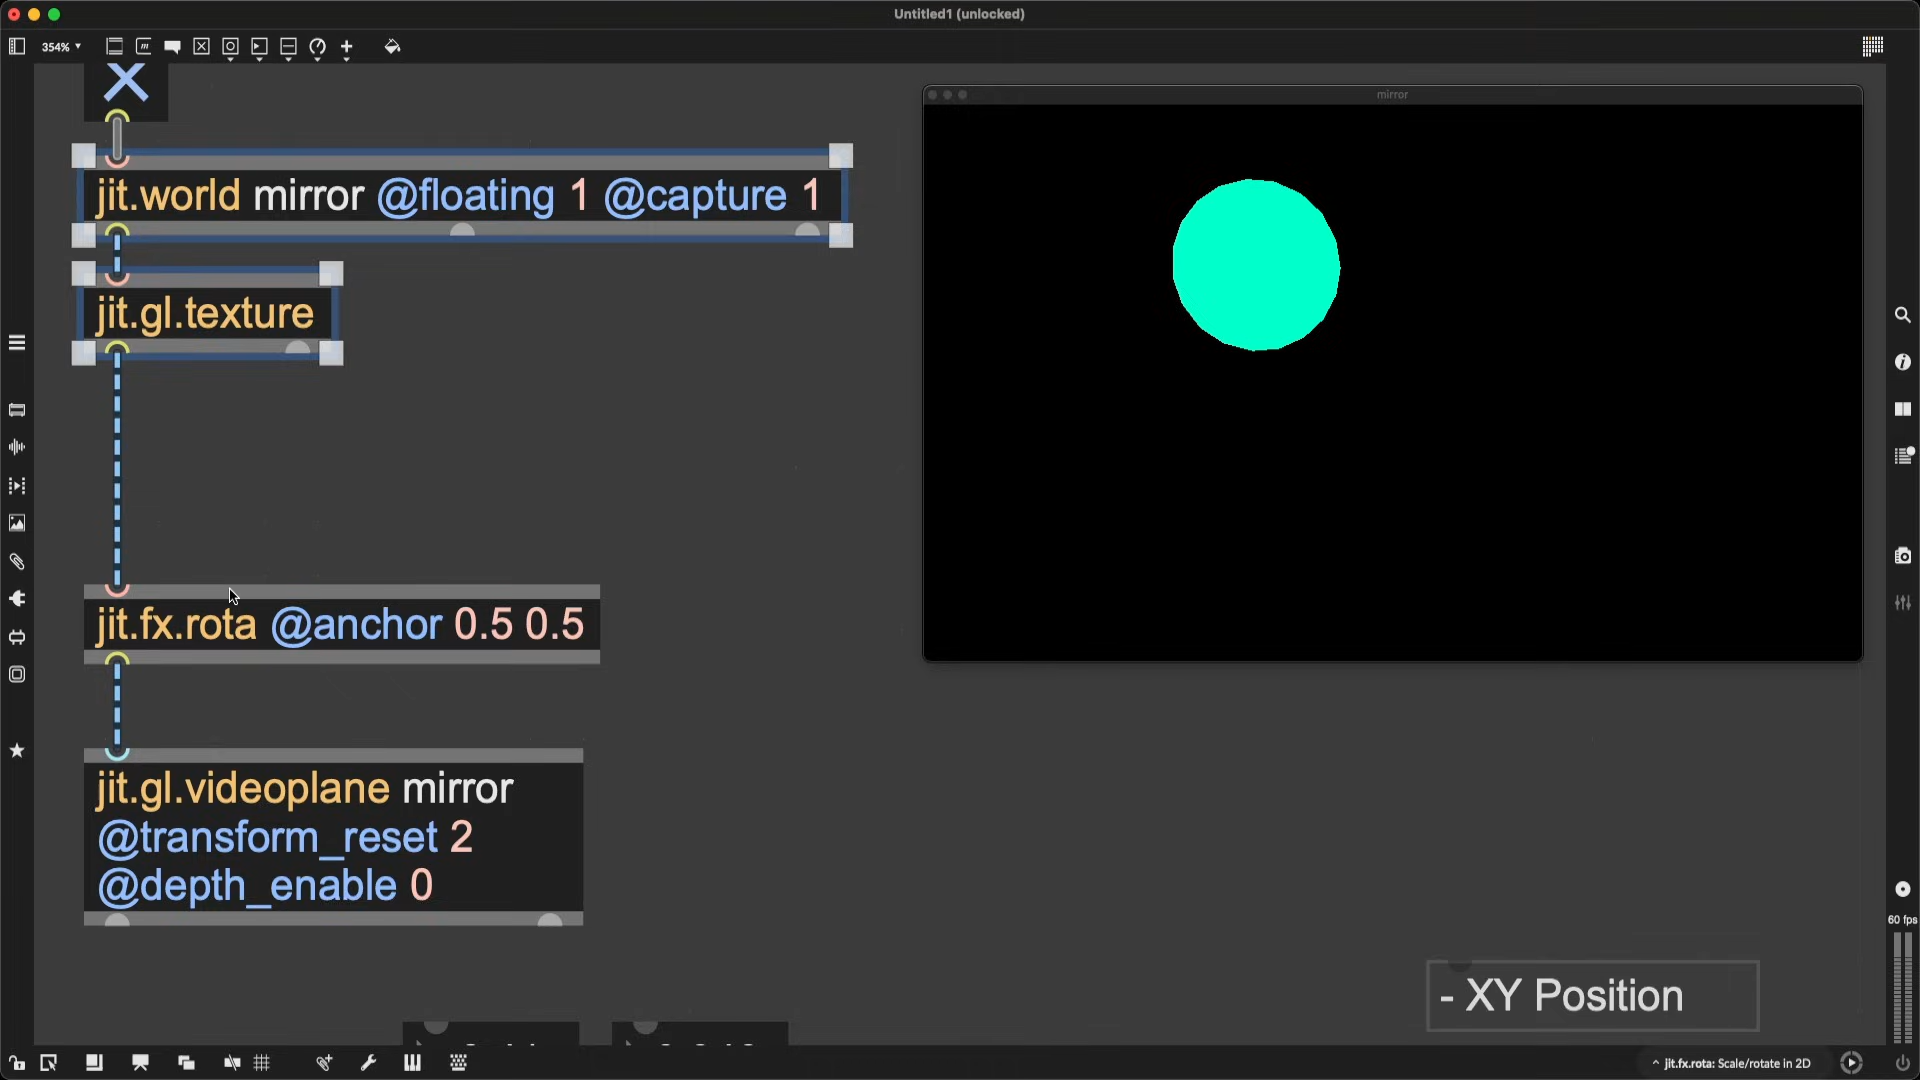 Untitled1 (unlocked)
354%
mirror
jit.world mirror @floating 1 @capture 1
jit.gl.texture
jit.fx.rota @anchor 0.5 0.5
jit.gl.videoplane mirror
@transform_reset 2
@depth_enable 0
60 fps
- XY Position
jit.fx.rota: Scale/rotate in 2D